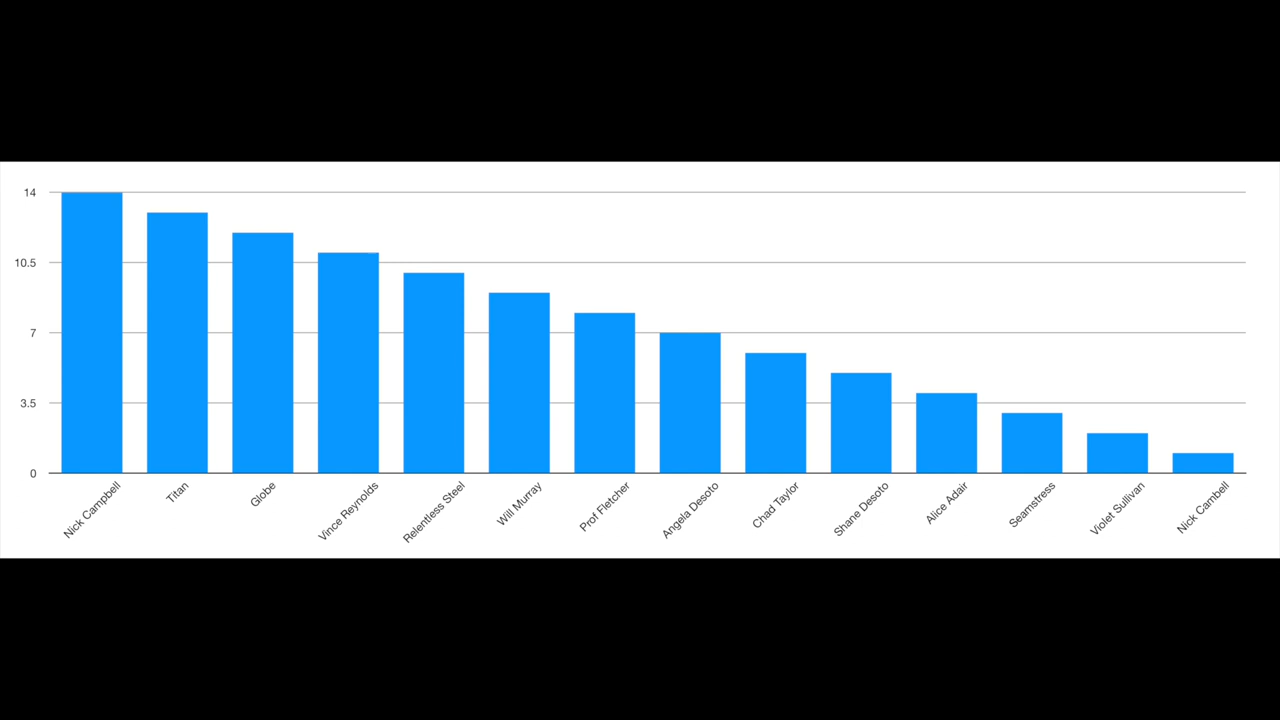 14
10.5
7
3.5
0
Nick Campbell
Titan
Globe
Vince Reynolds
Relentless Steel
Will Murray
Prof Fletcher
Angela Desoto
Chad Taylor
Shane Desoto
Alice Adair
Seamstress
Violet Sullivan
Nick Cambell